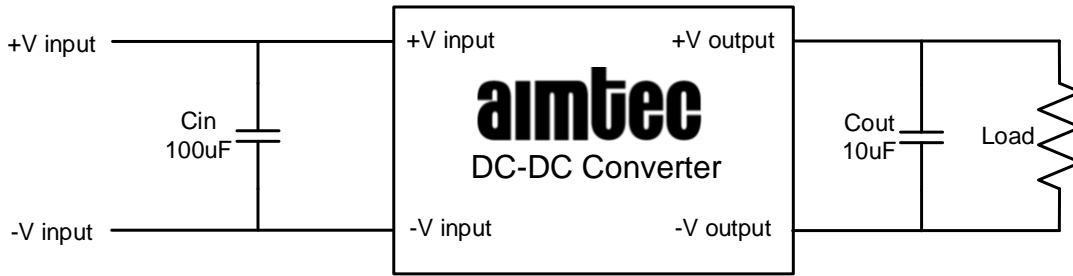 +V input
+V input
+V output
aimtec
DC-DC Converter
Cin
100uF
Cout
10uF
Load
-V input
-V input
-V output